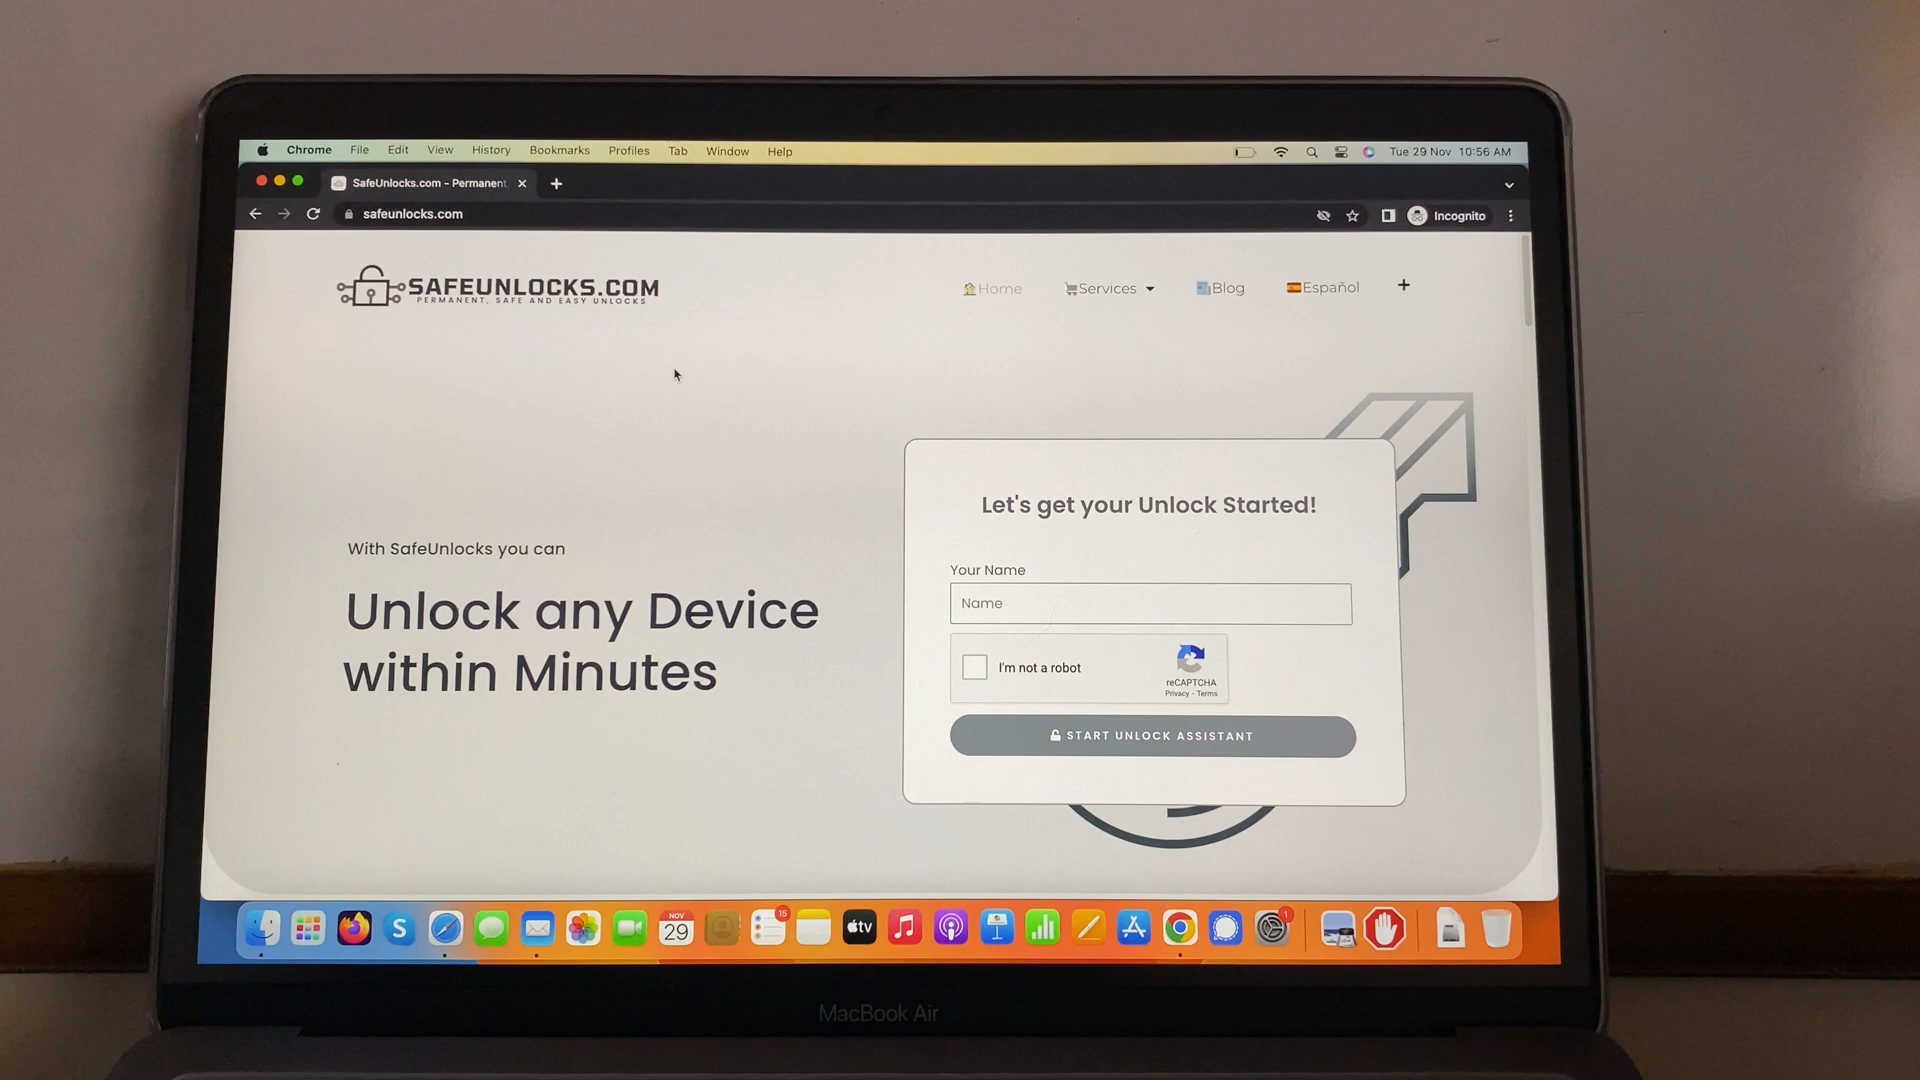 Chrome File Edit View History Bookmarks Profiles Tab Window Help Tue 29 Nov 10:56 AM
SafeUnlocks.com - Permanent,
safeunlocks.com Incognito
SAFEUNLOCKS.COM
PERMANENT, SAFE AND EASY UNLOCKS
Home Services Blog Español +
Let's get your Unlock Started!
With SafeUnlocks you can
Unlock any Device
within Minutes
Your Name
Name
I'm not a robot
reCAPTCHA
Privacy - Terms
START UNLOCK ASSISTANT
NOV
29
15
tv
1
MacBook Air